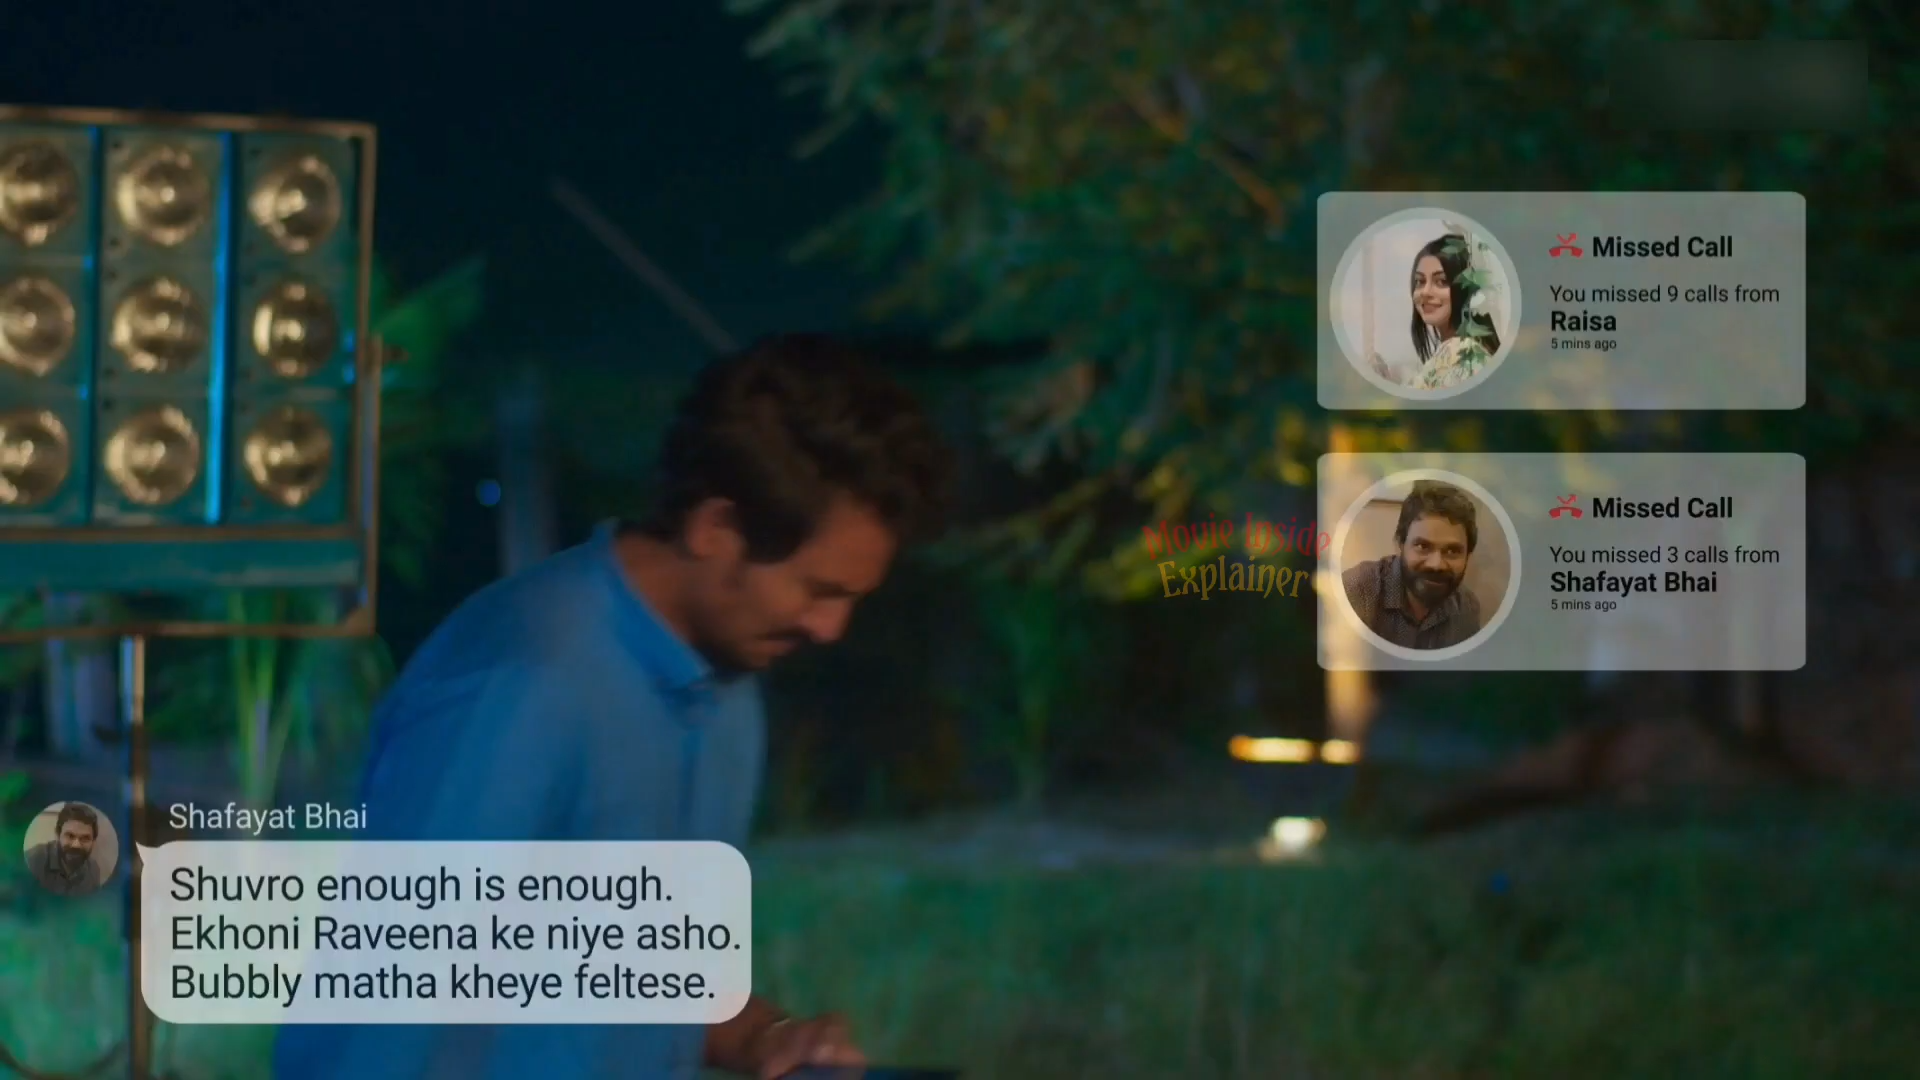 Missed Call
You missed 9 calls from
Raisa
5 mins ago
Missed Call
You missed 3 calls from
Shafayat Bhai
5 mins ago
Movie Inside
Explainer
Shafayat Bhai
Shuvro enough is enough.
Ekhoni Raveena ke niye asho.
Bubbly matha kheye feltese.